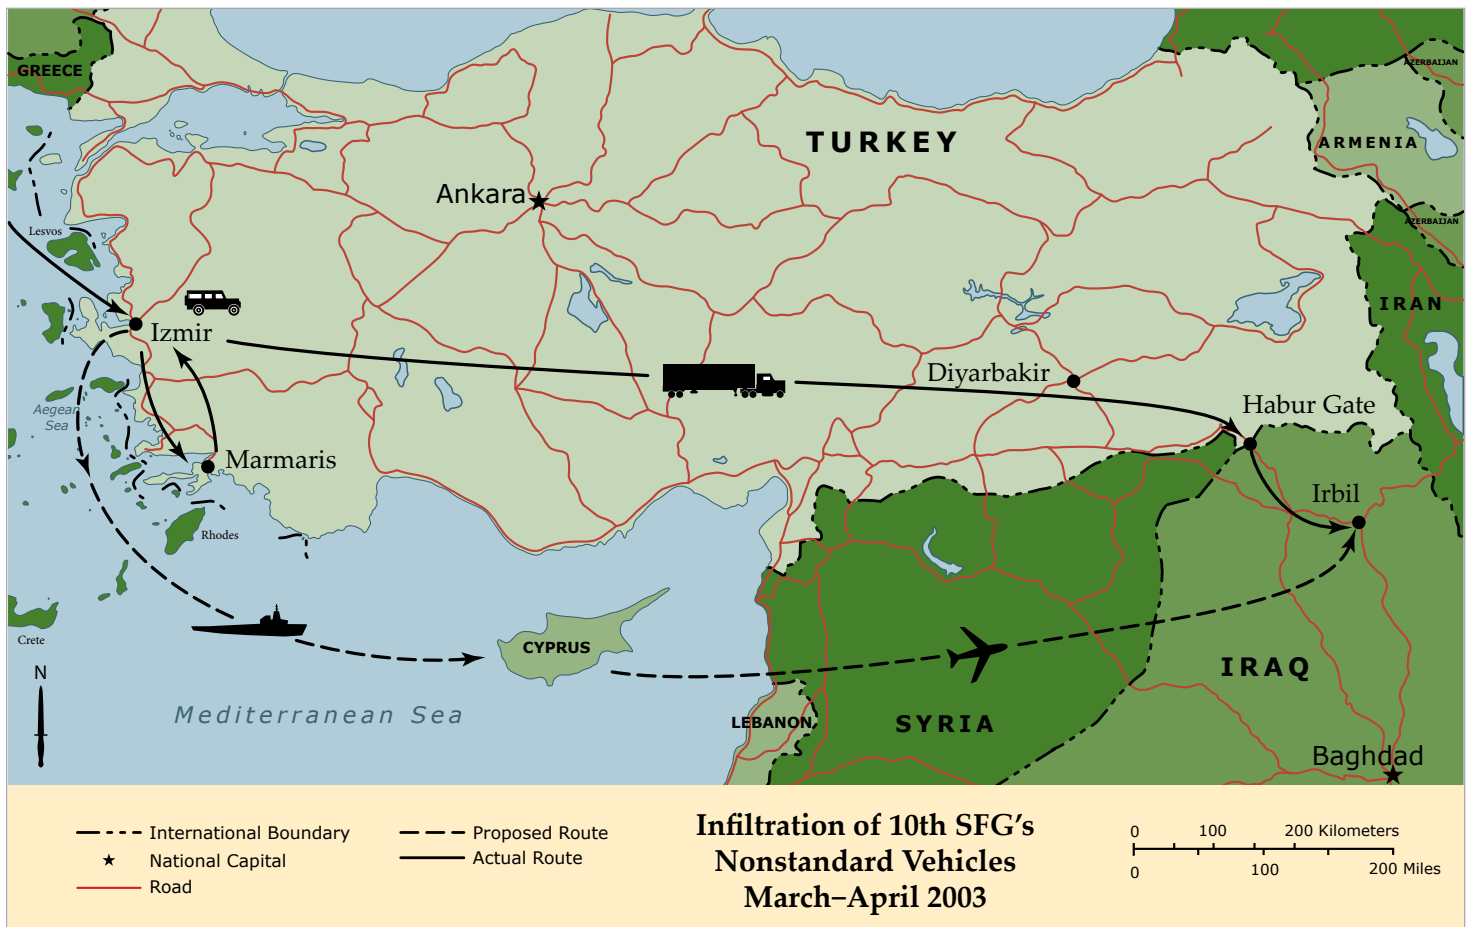 GREECE
AZERBAIJAN
TURKEY
ARMENIA
Ankara
AZERBAIJAN
Lesvos
IRAN
Izmir
Diyarbakir
Habur Gate
Aegean
Sea
Marmaris
Irbil
Rhodes
Crete
CYPRUS
N
IRAQ
Mediterranean Sea
LEBANON
SYRIA
Baghdad
International Boundary
National Capital
Road
Proposed Route
Actual Route
Infiltration of 10th SFG's
Nonstandard Vehicles
March–April 2003
0 100 200 Kilometers
0 100 200 Miles